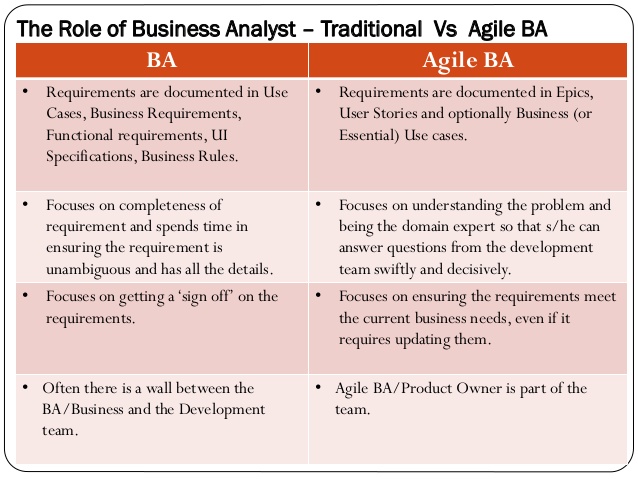 The Role of Business Analyst – Traditional Vs Agile BA
BA
Agile BA
• Requirements are documented in Use
Cases, Business Requirements,
Functional requirements, UI
Specifications, Business Rules.
• Requirements are documented in Epics,
User Stories and optionally Business (or
Essential) Use cases.
• Focuses on completeness of
requirement and spends time in
ensuring the requirement is
unambiguous and has all the details.
• Focuses on understanding the problem and
being the domain expert so that s/he can
answer questions from the development
team swiftly and decisively.
• Focuses on getting a ‘sign off’ on the
requirements.
• Focuses on ensuring the requirements meet
the current business needs, even if it
requires updating them.
• Often there is a wall between the
BA/Business and the Development
team.
• Agile BA/Product Owner is part of the
team.